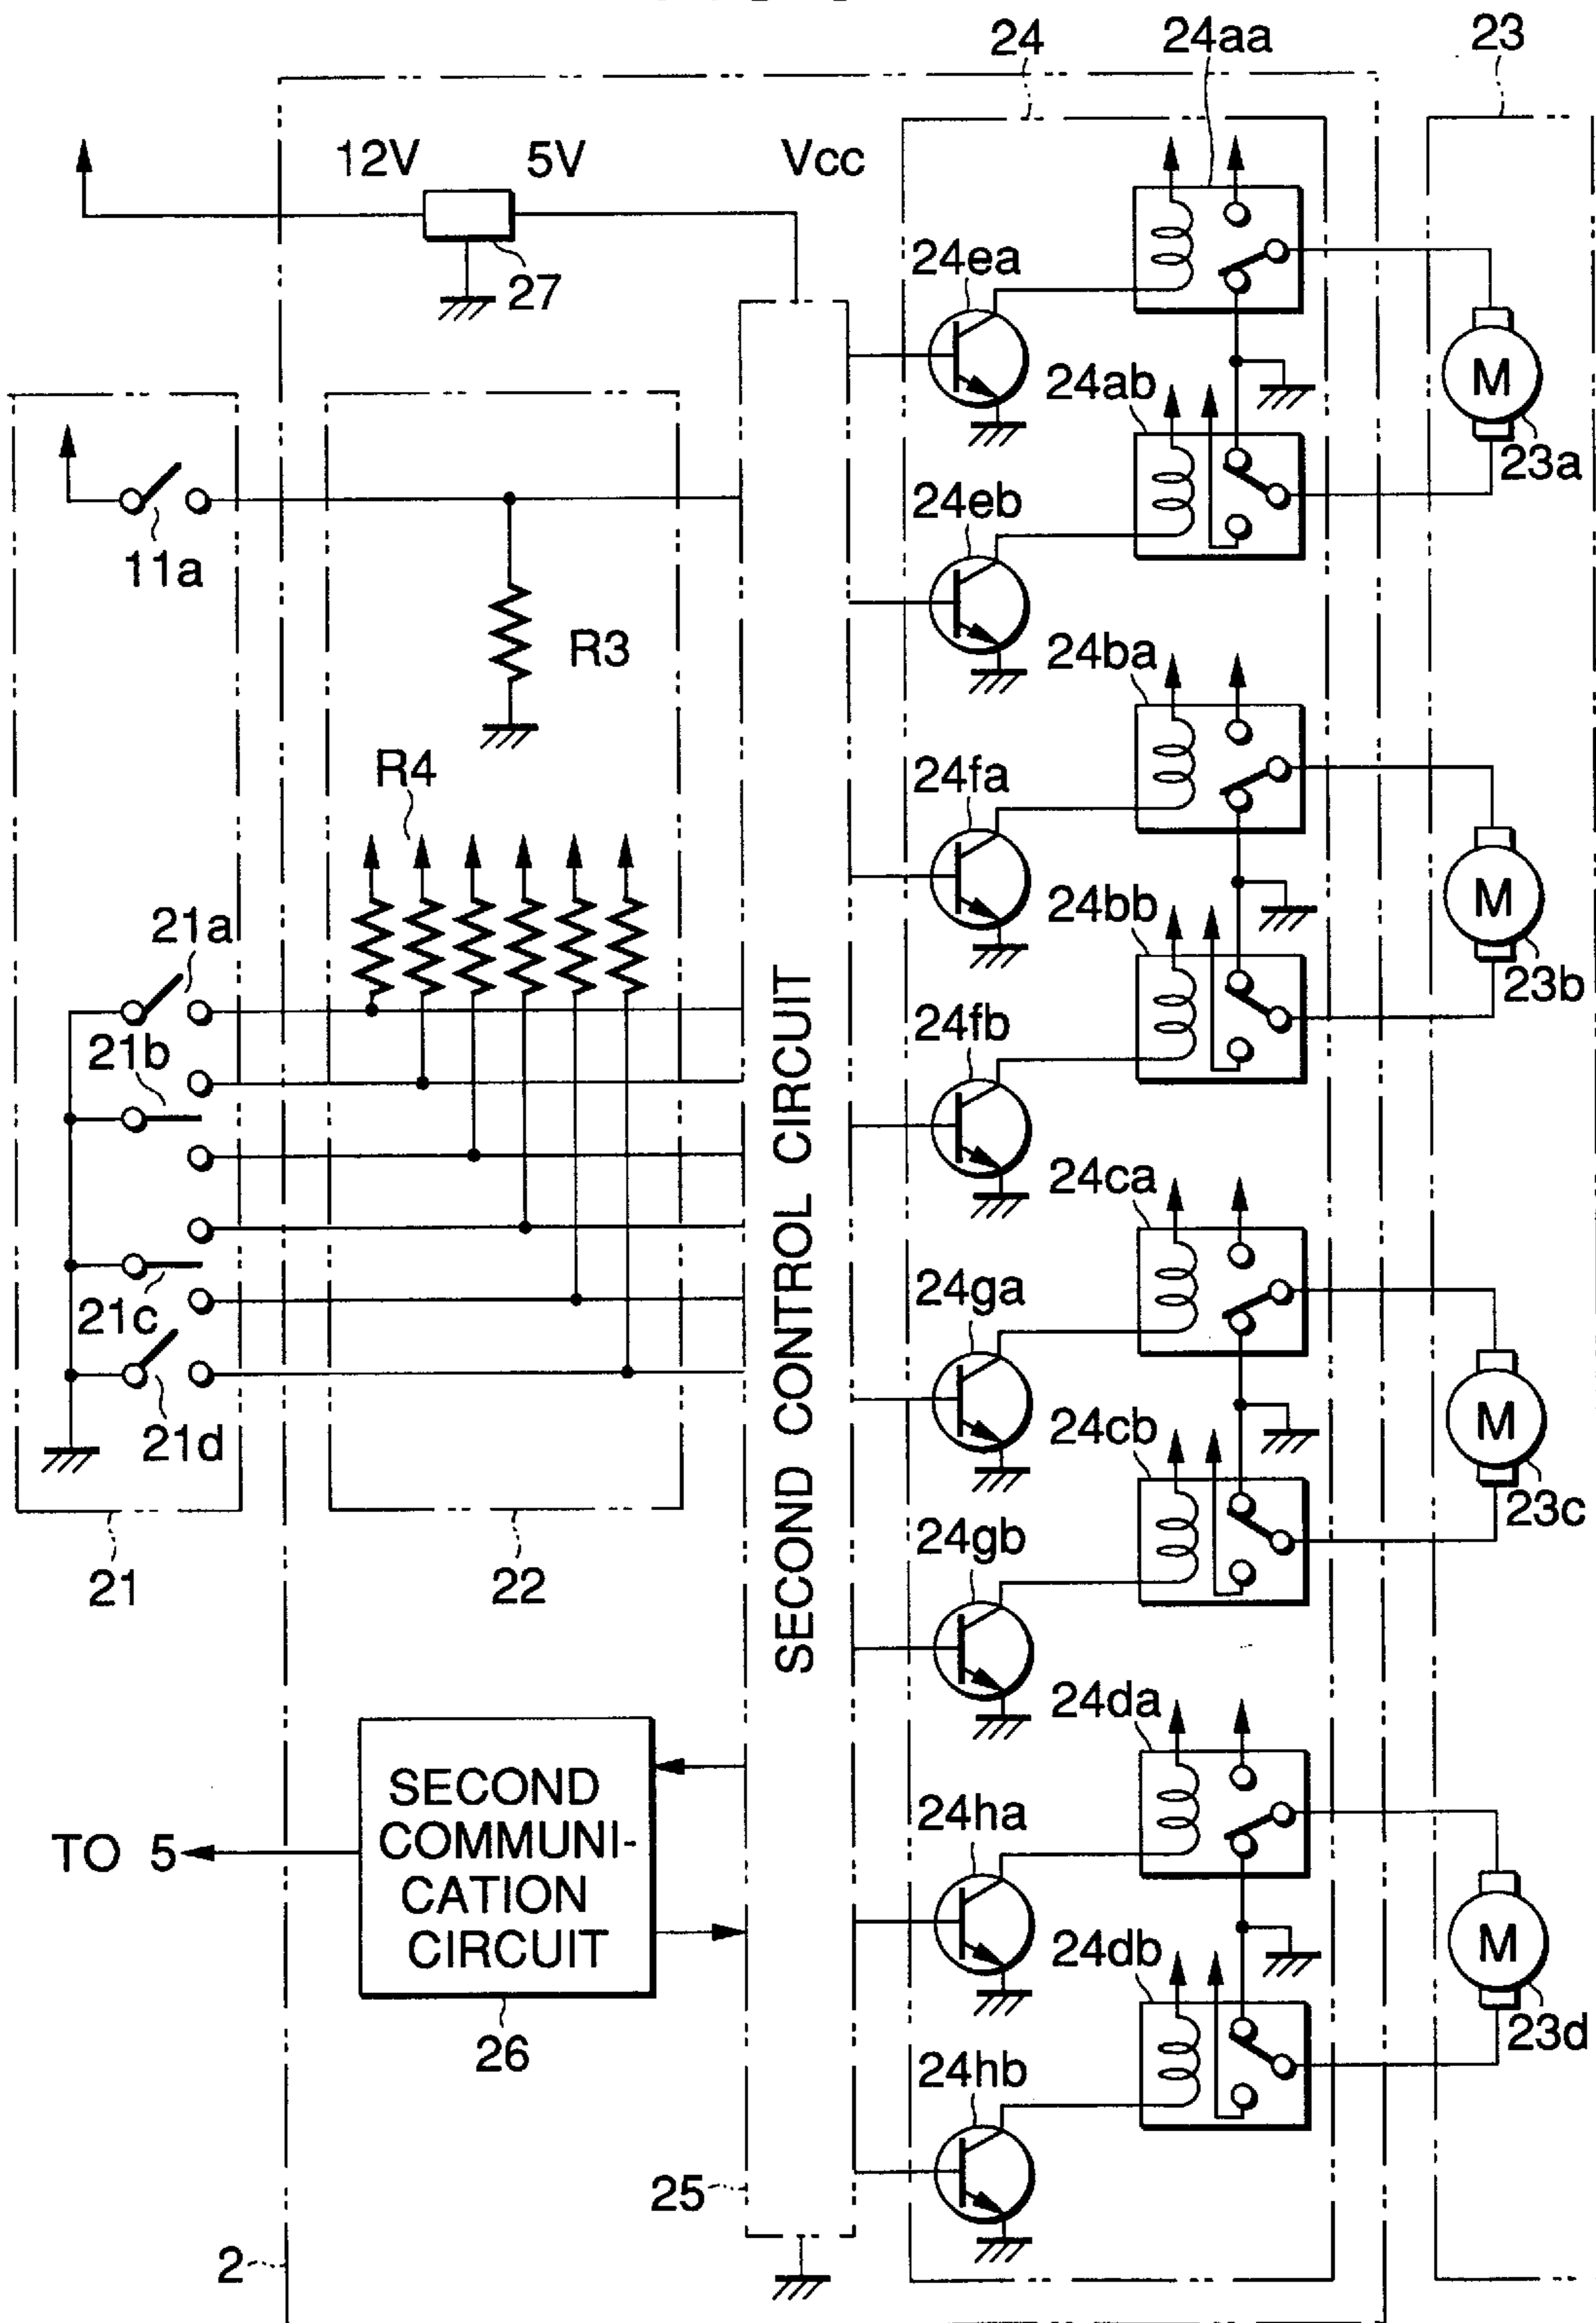 24 24aa 23
12V 5V Vcc
27
24ea
24ab
M
23a
11a
24eb
R3
24ba
R4
24fa
M
23b
21a
21b
24bb
24fb
24ca
21c
24ga
21d
24cb
M
23c
21
22
24gb
SECOND CONTROL CIRCUIT
24da
SECOND
COMMUNI-
CATION
CIRCUIT
TO 5
24ha
M
23d
24db
26
24hb
25
2